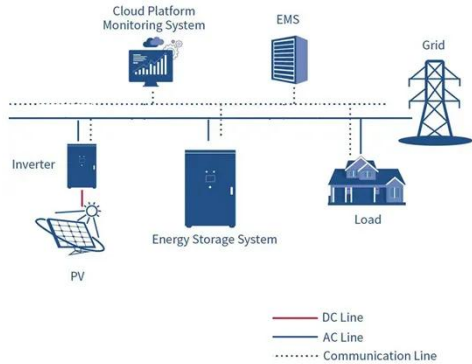 Cloud Platform
Monitoring System
EMS
Grid
Inverter
Energy Storage System
Load
PV
DC Line
AC Line
Communication Line